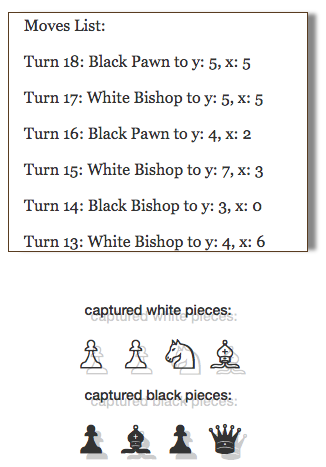 Moves List:
Turn 18: Black Pawn to y: 5, x: 5
Turn 17: White Bishop to y: 5, x: 5
Turn 16: Black Pawn to y: 4, x: 2
Turn 15: White Bishop to y: 7, x: 3
Turn 14: Black Bishop to y: 3, x: 0
Turn 13: White Bishop to y: 4, x: 6
captured white pieces:
captured black pieces: